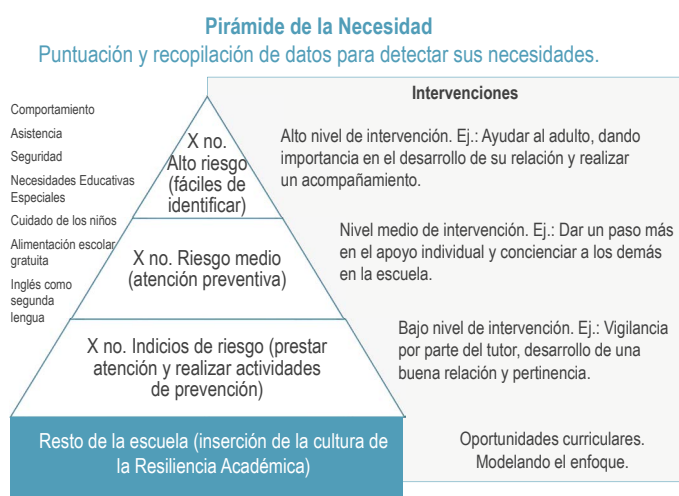 Pirámide de la Necesidad
Puntuación y recopilación de datos para detectar sus necesidades.
Comportamiento
Asistencia
Seguridad
Necesidades Educativas
Especiales
Cuidado de los niños
Alimentación escolar
gratuita
Inglés como
segunda
lengua
X no.
Alto riesgo
(fáciles de
identificar)
X no. Riesgo medio
(atención preventiva)
X no. Indicios de riesgo (prestar
atención y realizar actividades
de prevención)
Resto de la escuela (inserción de la cultura de
la Resiliencia Académica)
Intervenciones
Alto nivel de intervención. Ej.: Ayudar al adulto, dando
importancia en el desarrollo de su relación y realizar
un acompañamiento.
Nivel medio de intervención. Ej.: Dar un paso más
en el apoyo individual y concienciar a los demás
en la escuela.
Bajo nivel de intervención. Ej.: Vigilancia
por parte del tutor, desarrollo de una
buena relación y pertinencia.
Oportunidades curriculares.
Modelando el enfoque.